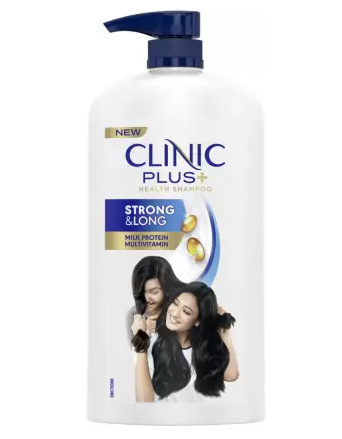 NEW
CLINIC
PLUS+
HEALTH SHAMPOO
STRONG
&LONG
MILK PROTEIN
MULTIVITAMIN